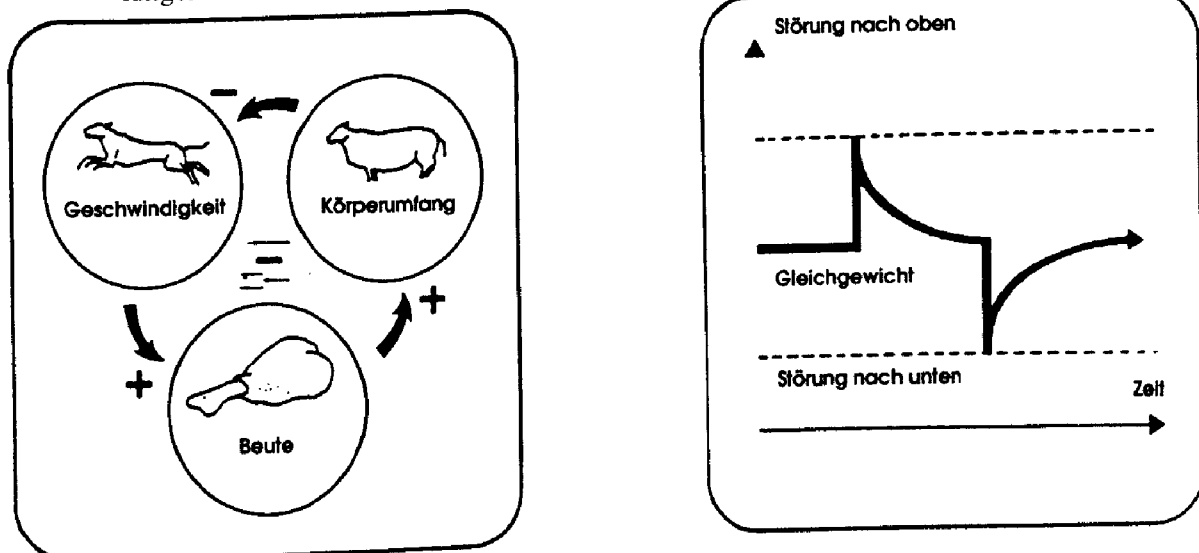 Geschwindigkeit
Körperumfang
Beute
−
−
+
+
Störung nach oben
Gleichgewicht
Störung nach unten
Zeit